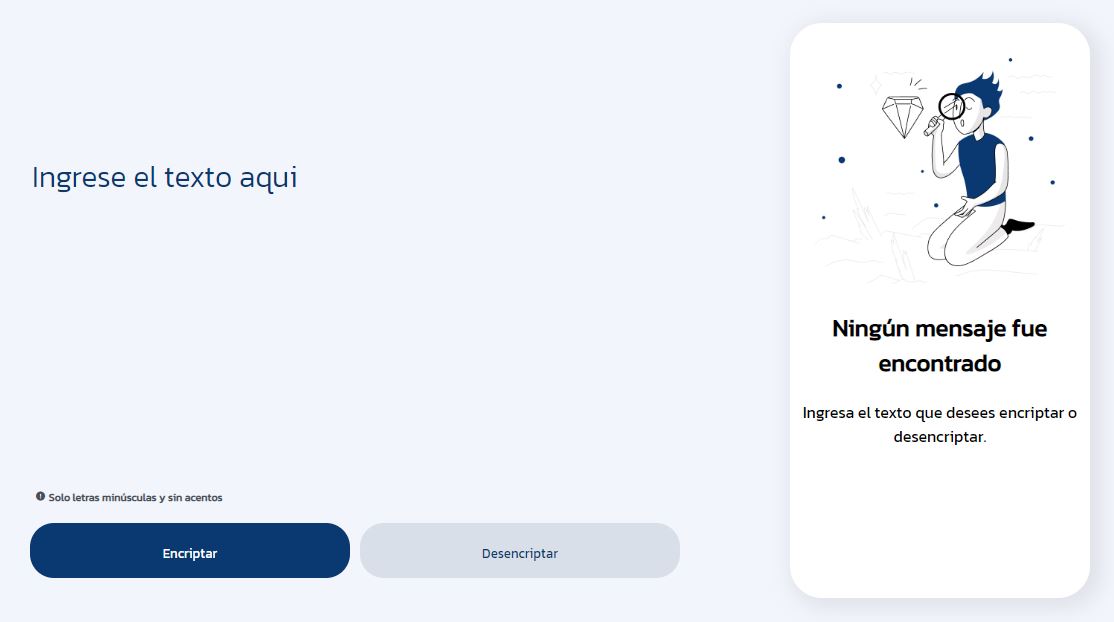 Ingrese el texto aqui
Solo letras minúsculas y sin acentos
Encriptar
Desencriptar
Ningún mensaje fue
encontrado
Ingresa el texto que desees encriptar o
desencriptar.